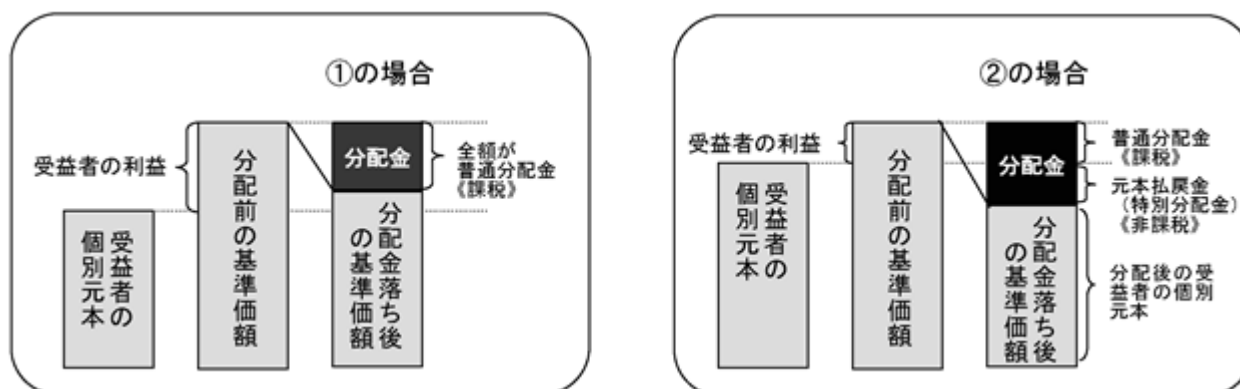 ①の場合
受益者の利益
受益者の
個別元本
分配前の基準価額
分配金
全額が
普通分配金
《課税》
分配金落ち後
の基準価額
②の場合
受益者の利益
受益者の
個別元本
分配前の基準価額
分配金
普通分配金
《課税》
元本払戻金
(特別分配金)
《非課税》
分配金落ち後
の基準価額
分配後の受
益者の個別
元本